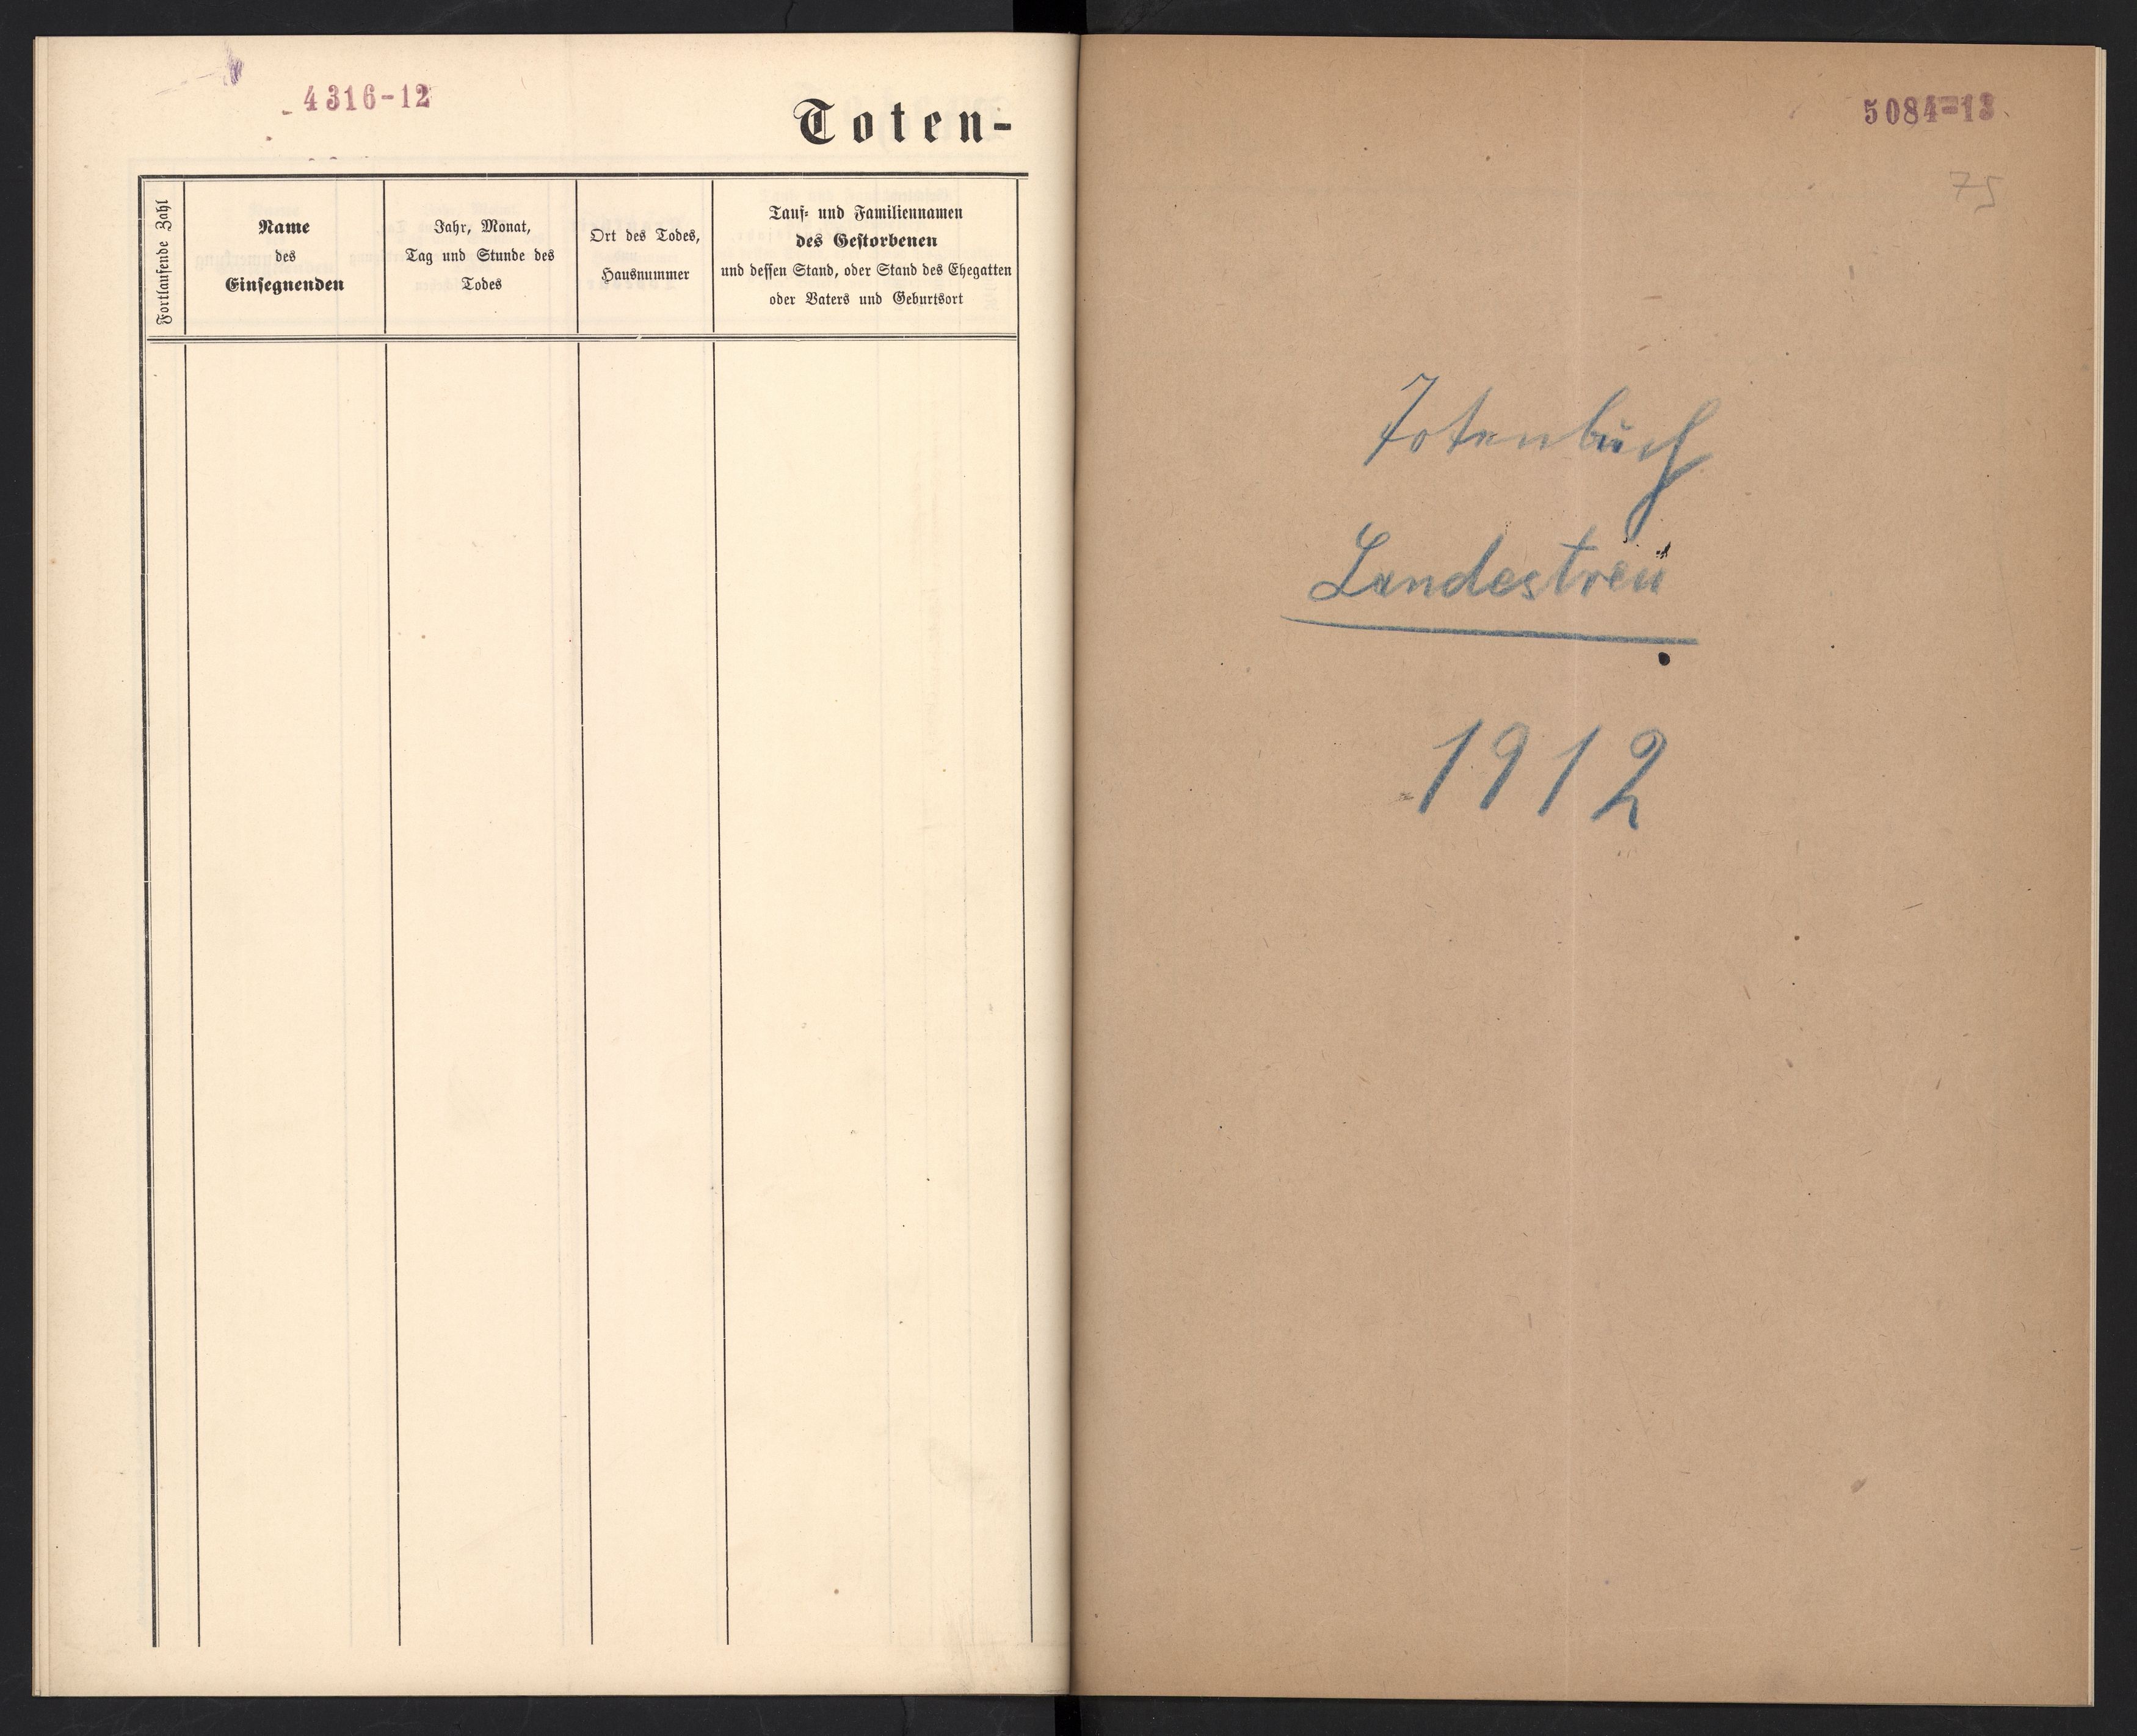 4316-12
Toten-
Fortlaufende Zahl
Name
des
Einsegnenden
Jahr, Monat,
Tag und Stunde des
Todes
Ort des Todes,
Hausnummer
Tauf- und Familiennamen
des Gestorbenen
und dessen Stand, oder Stand des Ehegatten
oder Vaters und Geburtsort
5084-13
75
Totenbuch
Landestreu
1912